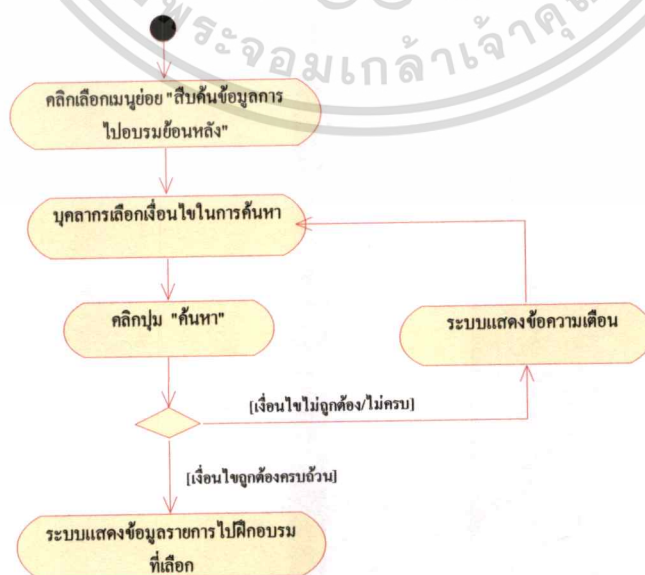 พระจอมเกล้าเจ้าคุณ
คลิกเลือกเมนูย่อย "สืบค้นข้อมูลการ
ไปอบรมย้อนหลัง"
บุคลากรเลือกเงื่อนไขในการค้นหา
คลิกปุ่ม "ค้นหา"
ระบบแสดงข้อความเตือน
[เงื่อนไขไม่ถูกต้อง/ไม่ครบ]
[เงื่อนไขถูกต้องครบถ้วน]
ระบบแสดงข้อมูลรายการไปฝึกอบรม
ที่เลือก